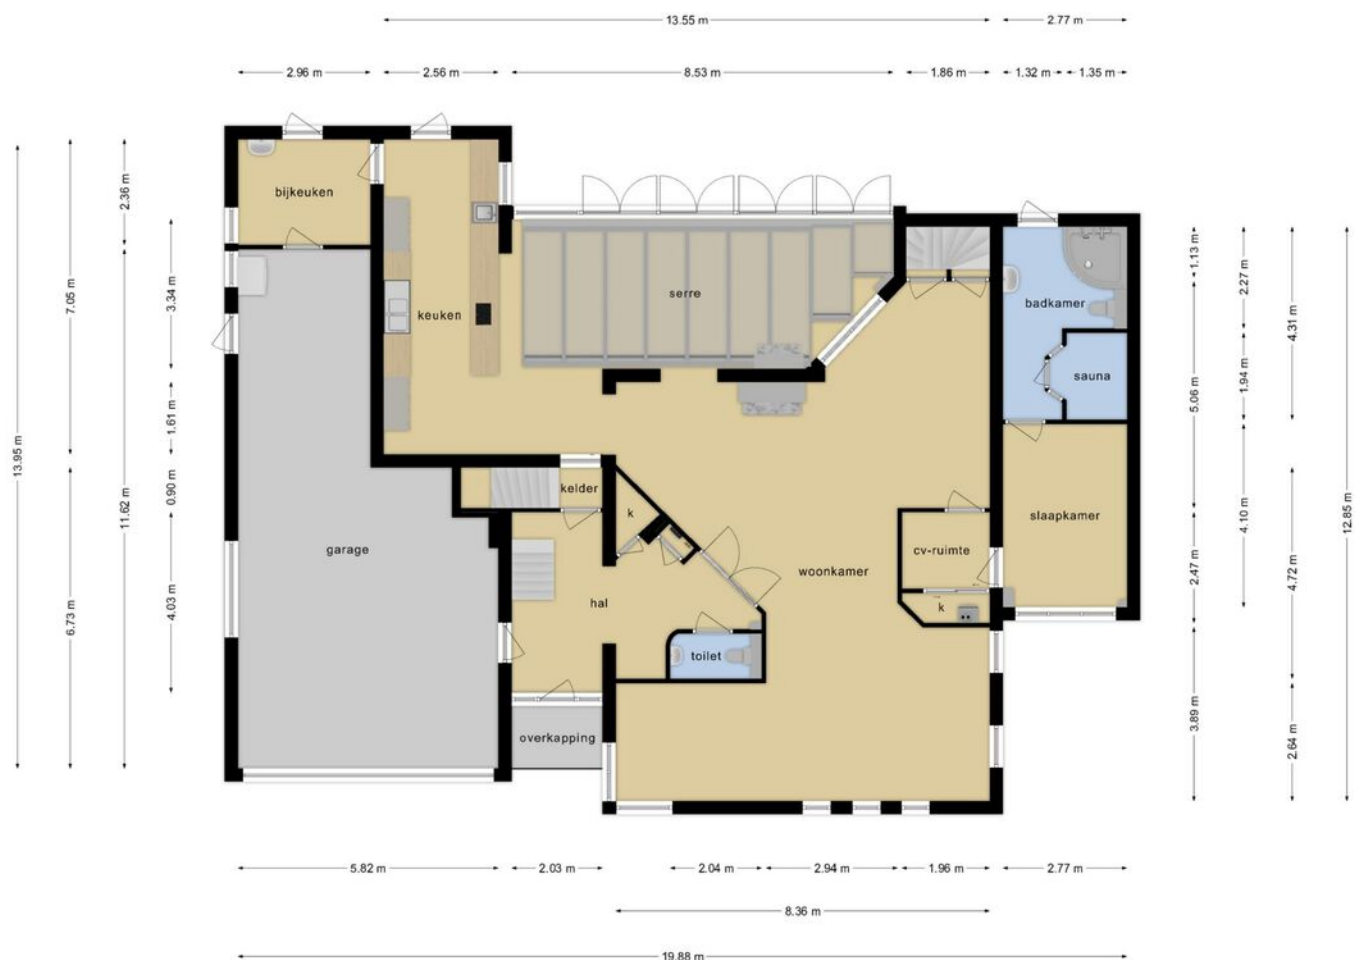 13.55 m 2.77 m
2.96 m 2.56 m 8.53 m 1.86 m 1.32 m 1.35 m
bijkeuken
keuken
serre
badkamer
sauna
kelder
k
slaapkamer
garage
cv-ruimte
woonkamer
hal
k
toilet
overkapping
13.95 m
7.05 m
6.73 m
2.36 m
11.62 m
3.34 m
1.61 m
0.90 m
4.03 m
1.13 m
5.06 m
2.47 m
3.89 m
2.27 m
1.94 m
4.10 m
4.31 m
4.72 m
2.64 m
12.85 m
5.82 m 2.03 m 2.04 m 2.94 m 1.96 m 2.77 m
8.36 m
19.88 m